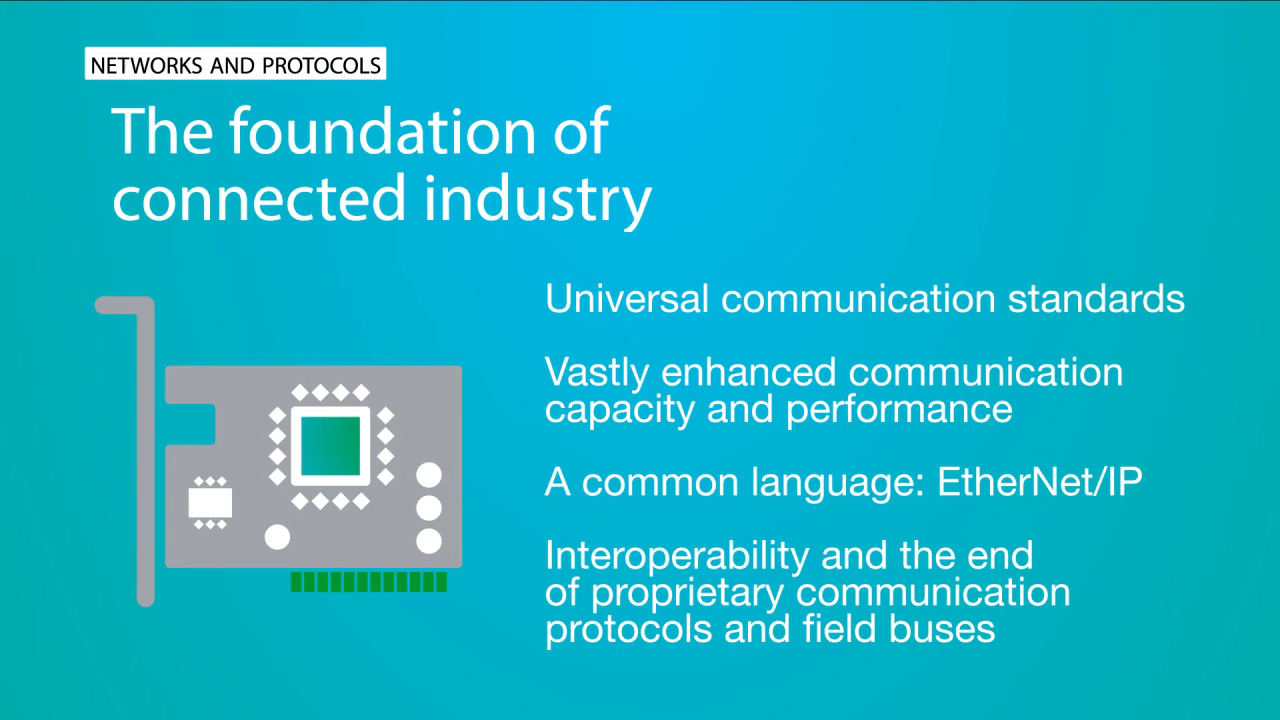 NETWORKS AND PROTOCOLS
The foundation of
connected industry
Universal communication standards
Vastly enhanced communication
capacity and performance
A common language: EtherNet/IP
Interoperability and the end
of proprietary communication
protocols and field buses